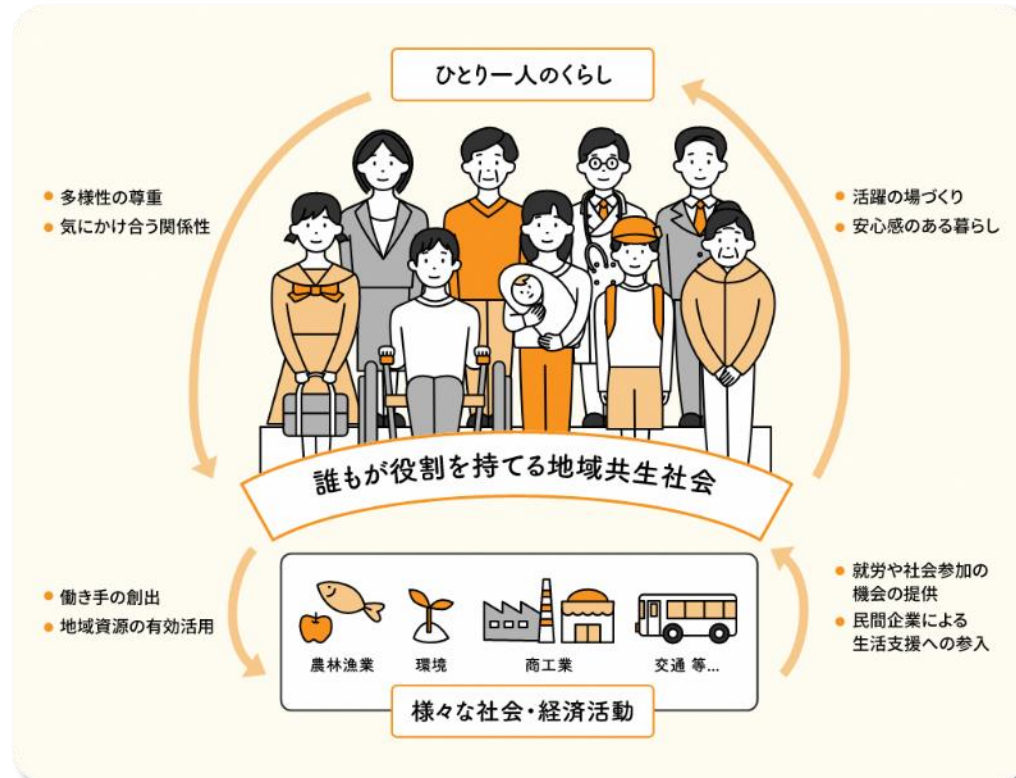 ひとり一人のくらし
● 多様性の尊重
● 気にかけ合う関係性
● 活躍の場づくり
● 安心感のある暮らし
誰もが役割を持てる地域共生社会
● 働き手の創出
● 地域資源の有効活用
農林漁業
環境
商工業
交通 等...
様々な社会・経済活動
● 就労や社会参加の
機会の提供
● 民間企業による
生活支援への参入